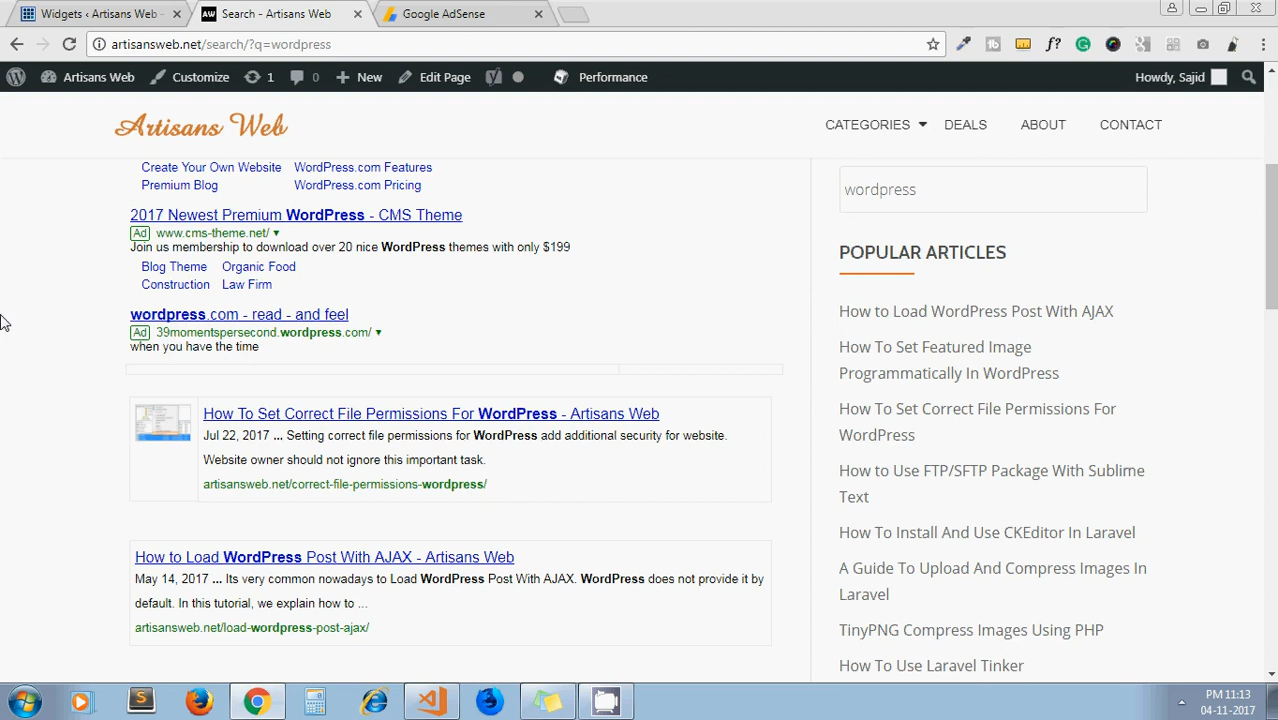 Widgets ‹ Artisans Web -
Search - Artisans Web
Google AdSense
artisansweb.net/search/?q=wordpress
Artisans Web
Customize
1
0
New
Edit Page
Performance
Howdy, Sajid
Artisans Web
CATEGORIES
DEALS
ABOUT
CONTACT
Create Your Own Website
WordPress.com Features
Premium Blog
WordPress.com Pricing
2017 Newest Premium WordPress - CMS Theme
Ad www.cms-theme.net/
Join us membership to download over 20 nice WordPress themes with only $199
Blog Theme
Organic Food
Construction
Law Firm
wordpress.com - read - and feel
Ad 39momentspersecond.wordpress.com/
when you have the time
How To Set Correct File Permissions For WordPress - Artisans Web
Jul 22, 2017 ... Setting correct file permissions for WordPress add additional security for website.
Website owner should not ignore this important task.
artisansweb.net/correct-file-permissions-wordpress/
How to Load WordPress Post With AJAX - Artisans Web
May 14, 2017 ... Its very common nowadays to Load WordPress Post With AJAX. WordPress does not provide it by
default. In this tutorial, we explain how to ...
artisansweb.net/load-wordpress-post-ajax/
wordpress
POPULAR ARTICLES
How to Load WordPress Post With AJAX
How To Set Featured Image
Programmatically In WordPress
How To Set Correct File Permissions For
WordPress
How to Use FTP/SFTP Package With Sublime
Text
How To Install And Use CKEditor In Laravel
A Guide To Upload And Compress Images In
Laravel
TinyPNG Compress Images Using PHP
How To Use Laravel Tinker
PM 11:13
04-11-2017